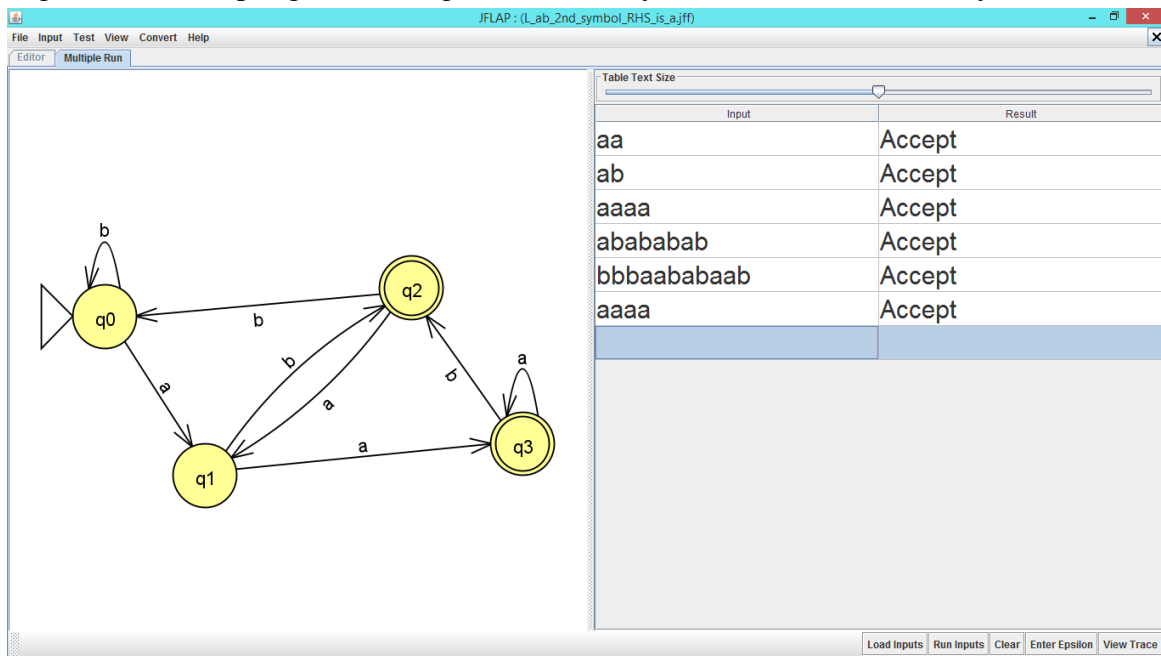 JFLAP : (L_ab_2nd_symbol_RHS_is_a.jff)
File Input Test View Convert Help
Editor Multiple Run
Table Text Size
Input Result
aa Accept
ab Accept
aaaa Accept
abababab Accept
bbbaababaab Accept
aaaa Accept
b
q0
q2
b
b
a
a
b
a
q1
a
q3
Load Inputs Run Inputs Clear Enter Epsilon View Trace